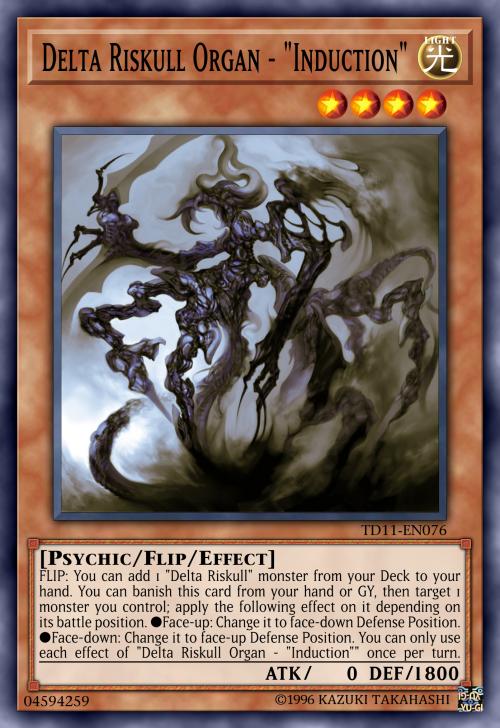 DELTA RISKULL ORGAN - "INDUCTION"
LIGHT
光
TD11-EN076
[PSYCHIC/FLIP/EFFECT]
FLIP: You can add 1 "Delta Riskull" monster from your Deck to your
hand. You can banish this card from your hand or GY, then target 1
monster you control; apply the following effect on it depending on
its battle position. ●Face-up: Change it to face-down Defense Position.
●Face-down: Change it to face-up Defense Position. You can only use
each effect of "Delta Riskull Organ - "Induction"" once per turn.
ATK/ 0 DEF/1800
04594259
©1996 KAZUKI TAKAHASHI